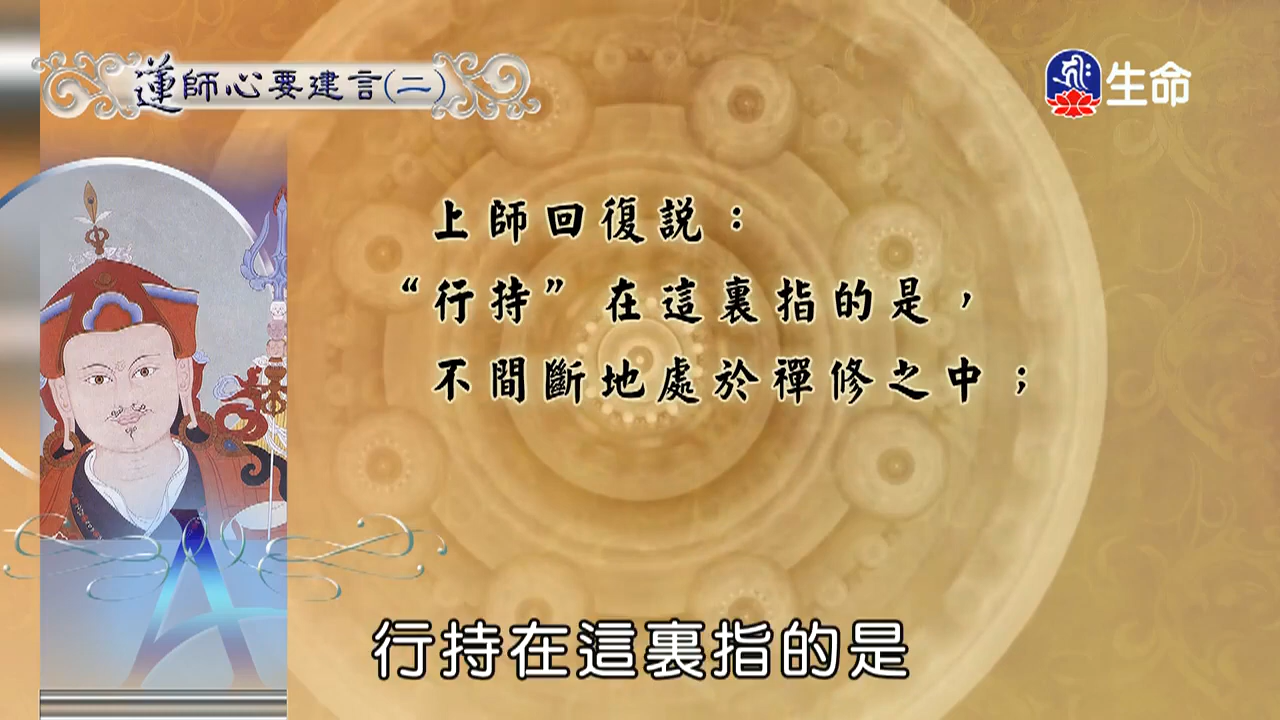 蓮師心要建言(二)
生命
上師回復説：
“行持”在這裏指的是，
不間斷地處於禪修之中；
行持在這裏指的是